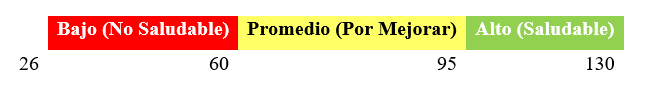 Bajo (No Saludable) Promedio (Por Mejorar) Alto (Saludable)
26 60 95 130